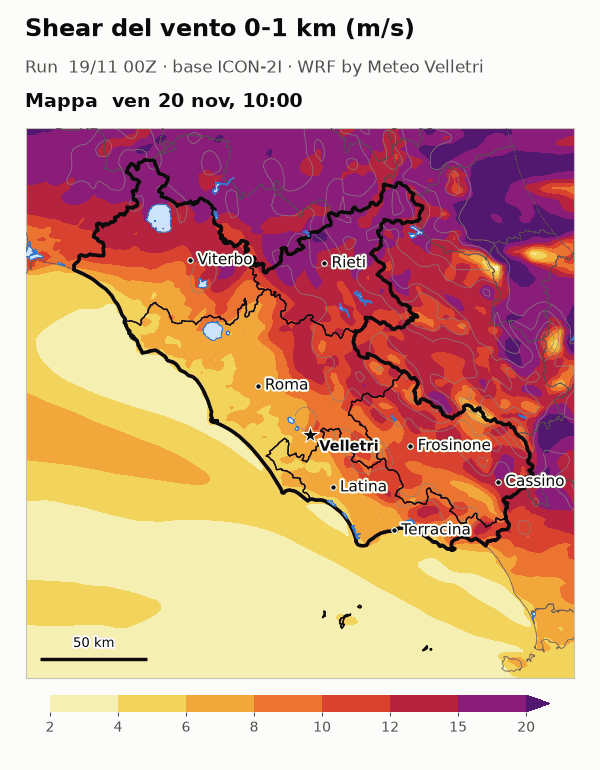 Shear del vento 0-1 km (m/s)
Run  19/11 00Z · base ICON-2I · WRF by Meteo Velletri
Mappa  ven 20 nov, 10:00
Viterbo
Rieti
Roma
Velletri
Frosinone
Latina
Cassino
Terracina
50 km
2 4 6 8 10 12 15 20